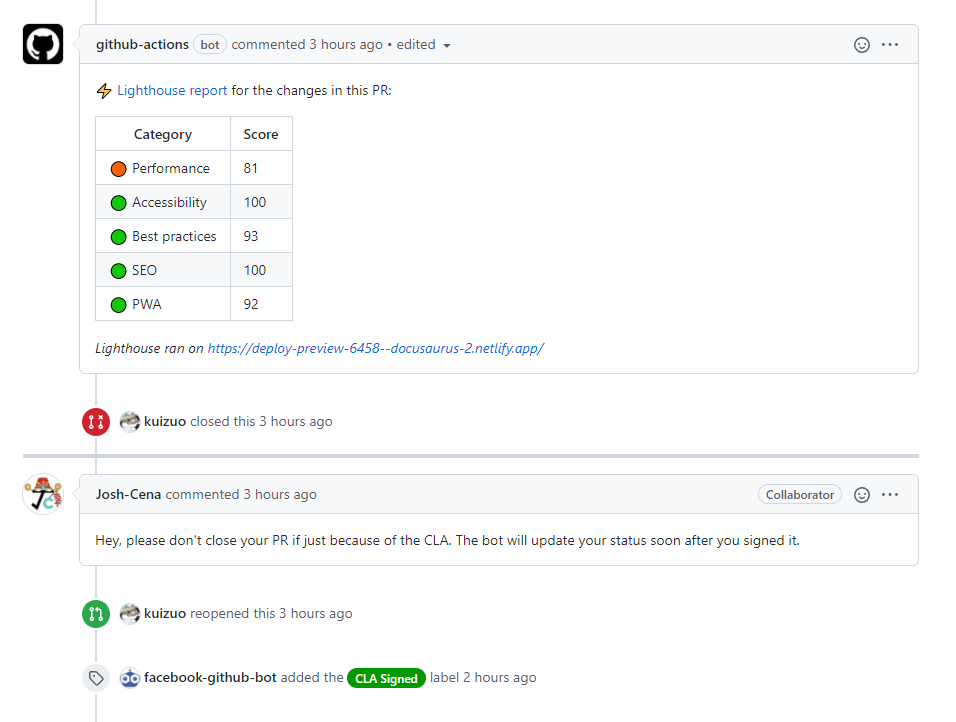 github-actions bot commented 3 hours ago • edited
Lighthouse report for the changes in this PR:
Category Score
Performance 81
Accessibility 100
Best practices 93
SEO 100
PWA 92
Lighthouse ran on https://deploy-preview-6458--docusaurus-2.netlify.app/
kuizuo closed this 3 hours ago
Josh-Cena commented 3 hours ago Collaborator
Hey, please don't close your PR if just because of the CLA. The bot will update your status soon after you signed it.
kuizuo reopened this 3 hours ago
facebook-github-bot added the CLA Signed label 2 hours ago